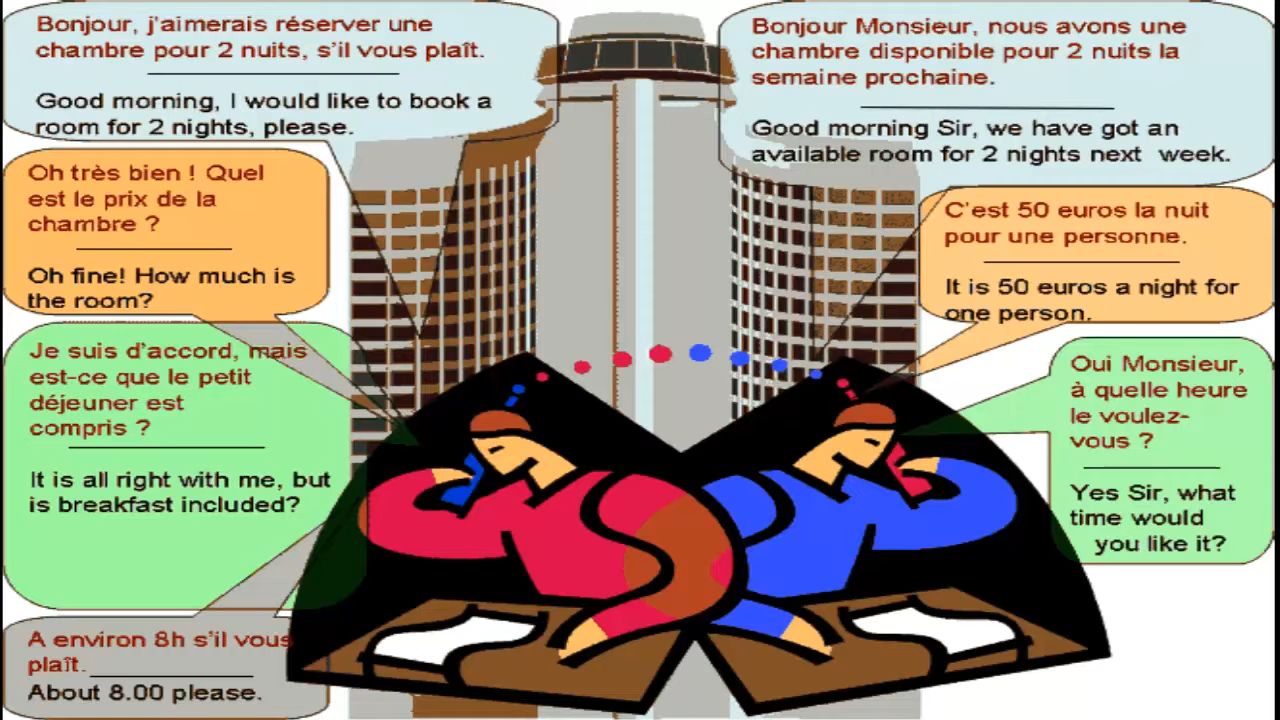 Bonjour, j'aimerais réserver une
chambre pour 2 nuits, s'il vous plaît.
Good morning, I would like to book a
room for 2 nights, please.
Bonjour Monsieur, nous avons une
chambre disponible pour 2 nuits la
semaine prochaine.
Good morning Sir, we have got an
available room for 2 nights next week.
Oh très bien ! Quel
est le prix de la
chambre ?
Oh fine! How much is
the room?
C'est 50 euros la nuit
pour une personne.
It is 50 euros a night for
one person.
Je suis d'accord, mais
est-ce que le petit
déjeuner est
compris ?
It is all right with me, but
is breakfast included?
Oui Monsieur,
à quelle heure
le voulez-
vous ?
Yes Sir, what
time would
you like it?
A environ 8h s'il vous
plaît.
About 8.00 please.